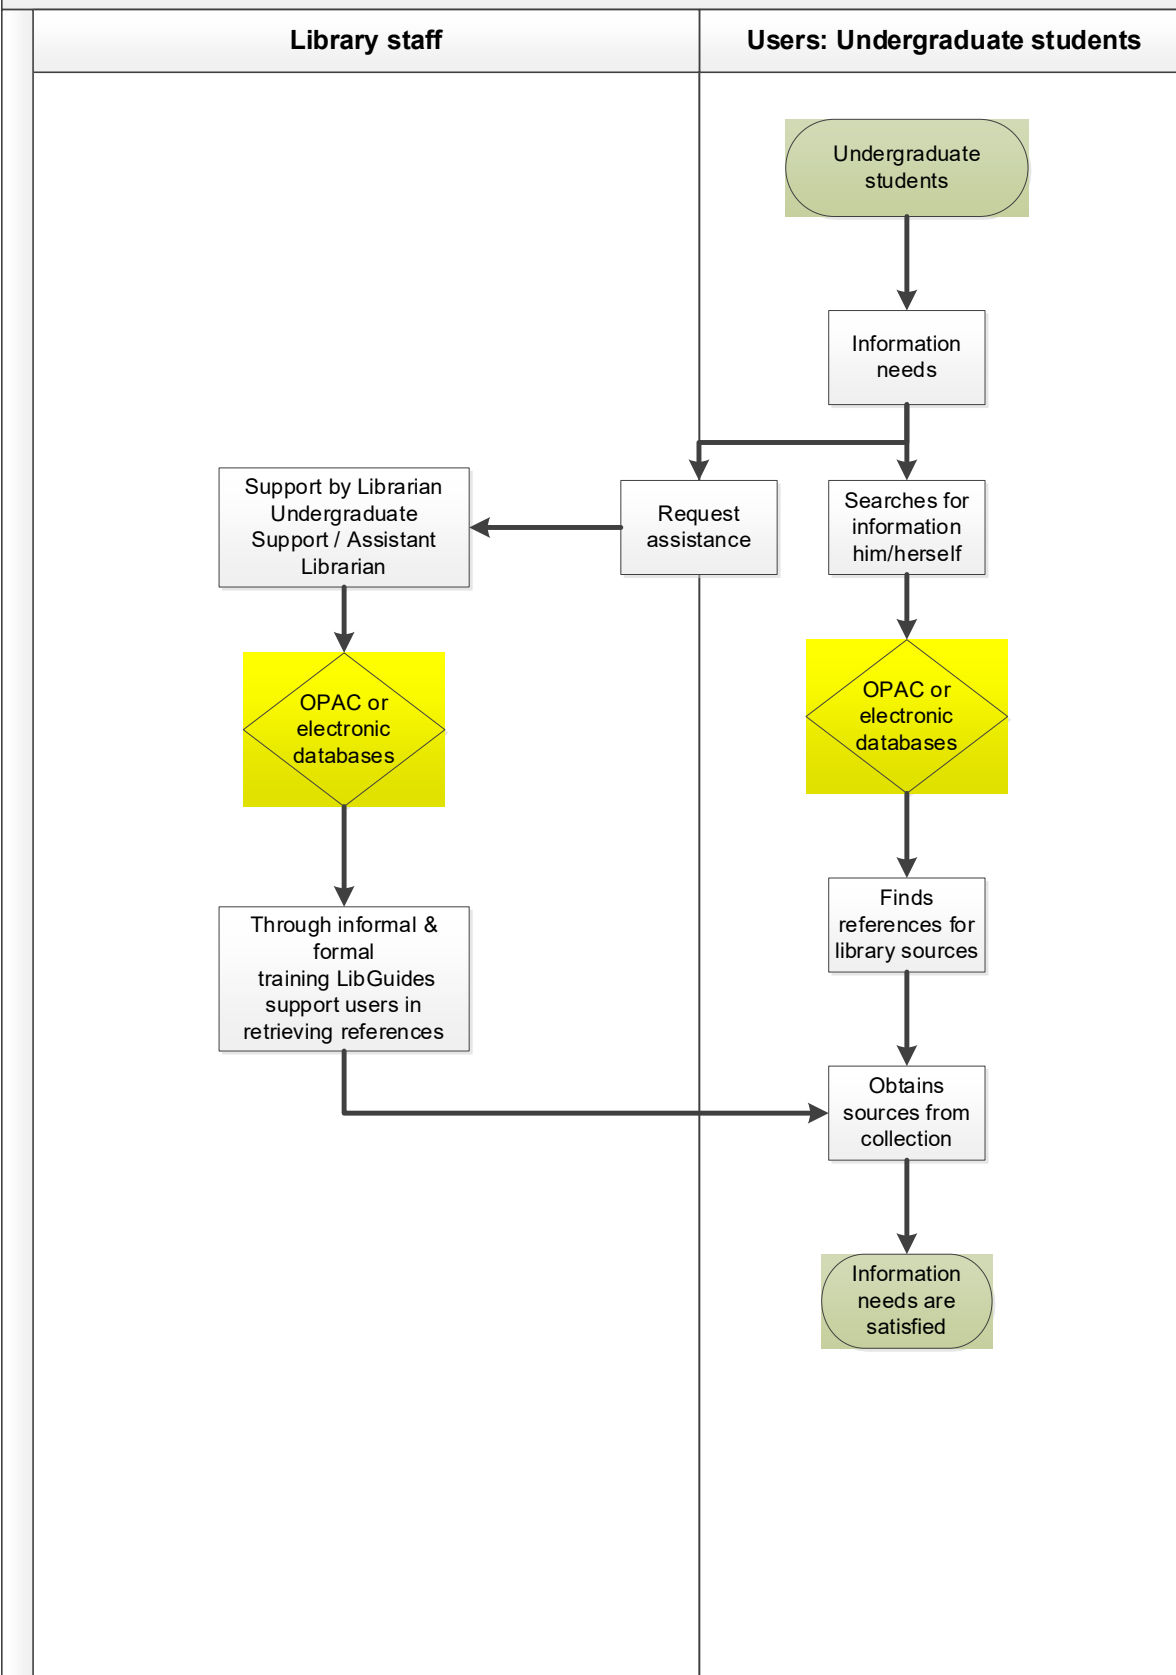 Library staff
Users: Undergraduate students
Undergraduate
students
Information
needs
Request
assistance
Searches for
information
him/herself
Support by Librarian
Undergraduate
Support / Assistant
Librarian
OPAC or
electronic
databases
OPAC or
electronic
databases
Through informal &
formal
training LibGuides
support users in
retrieving references
Finds
references for
library sources
Obtains
sources from
collection
Information
needs are
satisfied